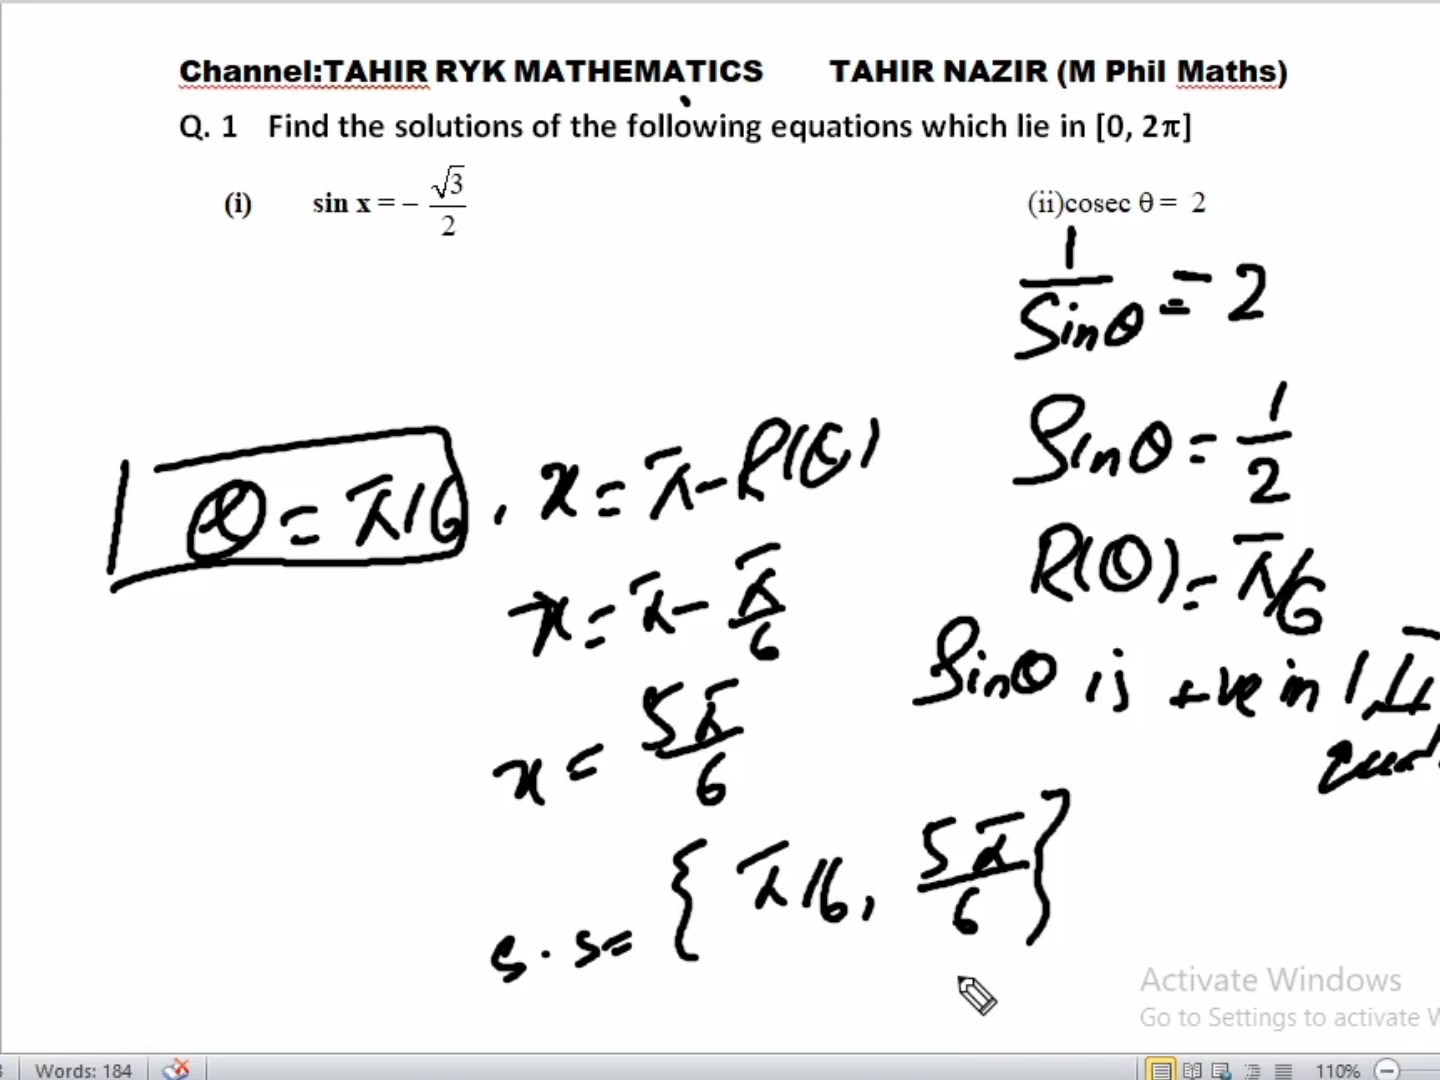 Channel:TAHIR RYK MATHEMATICS TAHIR NAZIR (M Phil Maths)
Q. 1 Find the solutions of the following equations which lie in [0, 2π]
(i) sin x = – √3/2
(ii)cosec θ = 2
1/Sinθ = 2
Sinθ = 1/2
R(θ) = π/6
Sinθ is +ve in I, II
θ = π/6 , x = π - R(θ)
x = π - π/6
x = 5π/6
S.S = { π/6, 5π/6 }
Activate Windows
Go to Settings to activate W
Words: 184
110%